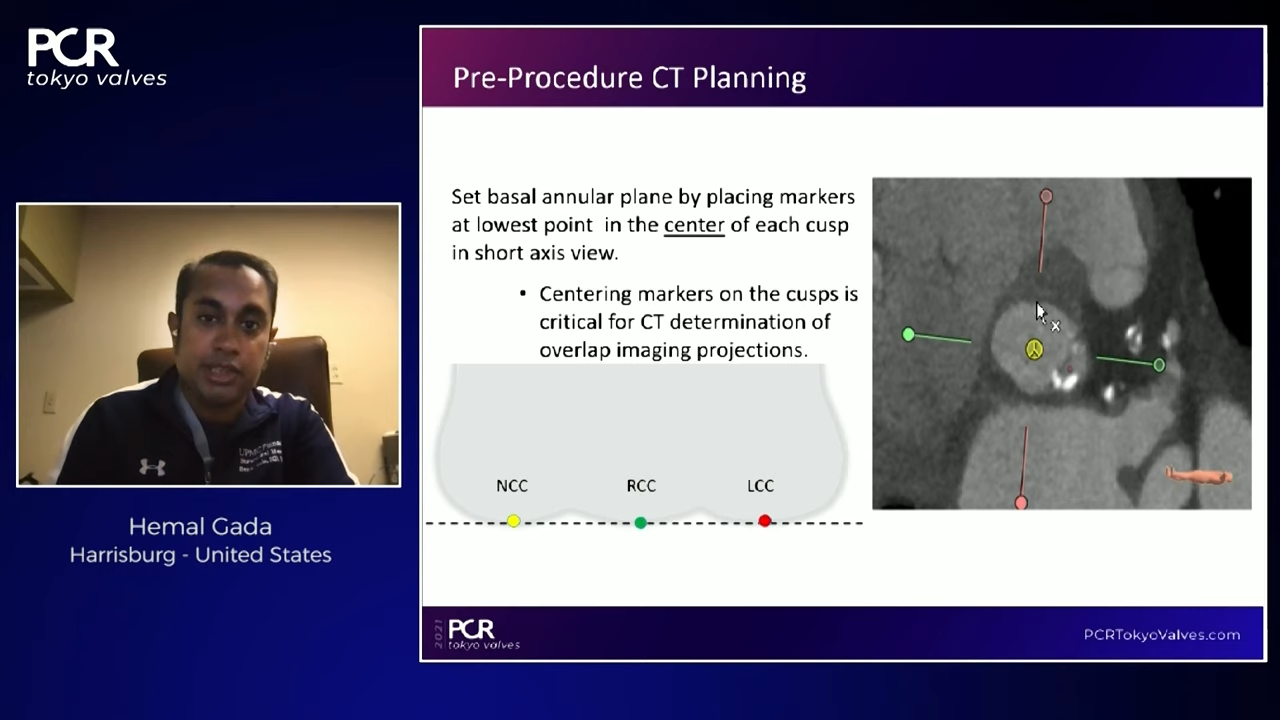 PCR
tokyo valves
Pre-Procedure CT Planning
Set basal annular plane by placing markers
at lowest point in the center of each cusp
in short axis view.
• Centering markers on the cusps is
critical for CT determination of
overlap imaging projections.
NCC
RCC
LCC
Hemal Gada
Harrisburg - United States
2021
PCR
tokyo valves
PCRTokyoValves.com